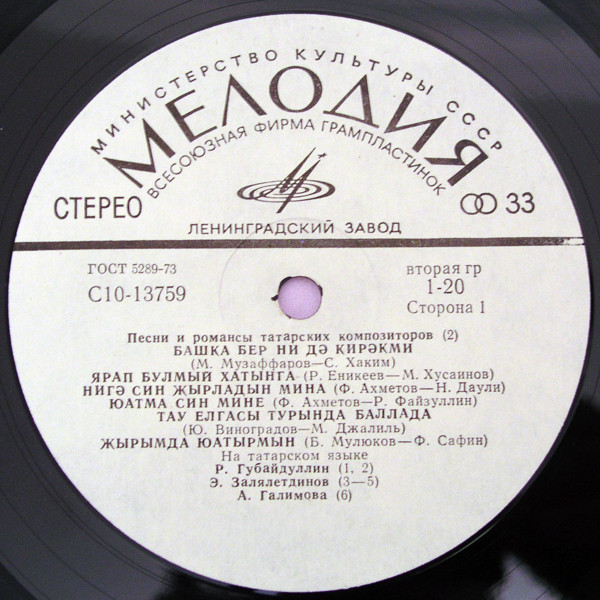 МИНИСТЕРСТВО КУЛЬТУРЫ СССР
МЕЛОДИЯ
ВСЕСОЮЗНАЯ ФИРМА ГРАМПЛАСТИНОК
СТЕРЕО
33
ЛЕНИНГРАДСКИЙ ЗАВОД
ГОСТ 5289-73
вторая гр
С10-13759
1-20
Сторона 1
Песни и романсы татарских композиторов (2)
БАШКА БЕР НИ ДӘ КИРӘКМИ
(М. Музаффаров—С. Хаким)
ЯРАП БУЛМЫЙ ХАТЫНГА (Р. Еникеев—М. Хусаинов)
НИГӘ СИН ҖЫРЛАДЫН МИНА (Ф. Ахметов—Н. Даули)
ЮАТМА СИН МИНЕ (Ф. Ахметов—Р. Файзуллин)
ТАУ ЕЛГАСЫ ТУРЫНДА БАЛЛАДА
(Ю. Виноградов—М. Джалиль)
ҖЫРЫМДА ЮАТЫРМЫН (Б. Мулюков—Ф. Сафин)
На татарском языке
Р. Губайдуллин (1, 2)
Э. Залялетдинов (3—5)
А. Галимова (6)